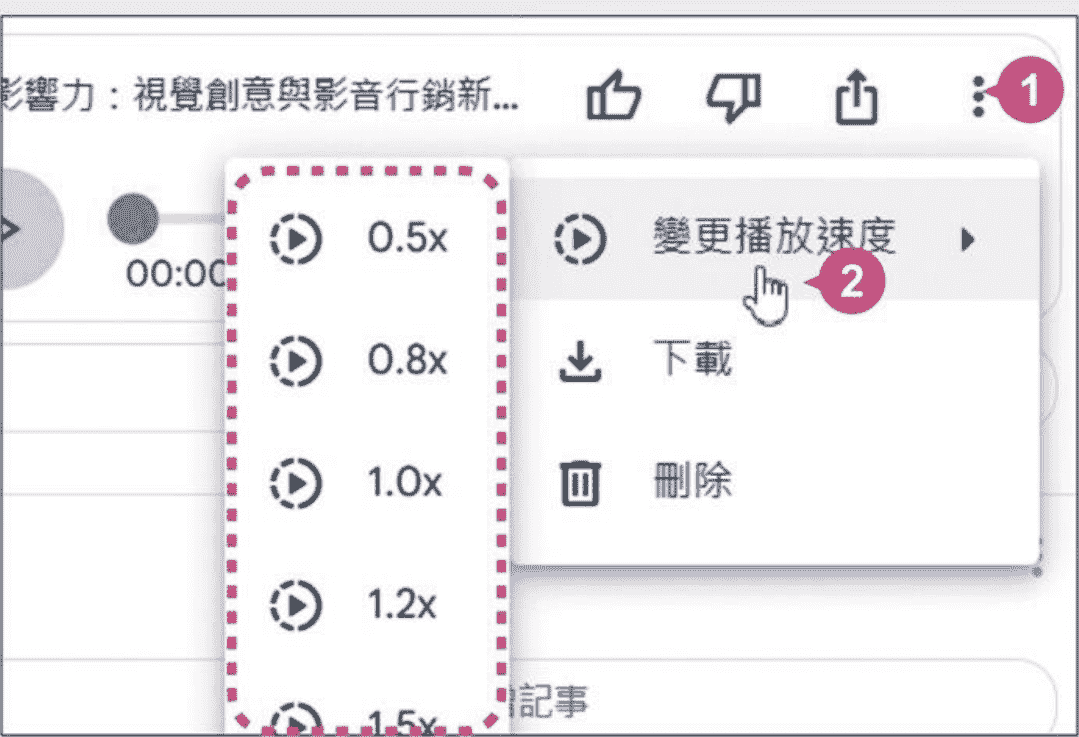 影響力：視覺創意與影音行銷新...
1
00:00
0.5x
0.8x
1.0x
1.2x
1.5x
變更播放速度
2
下載
刪除
記事